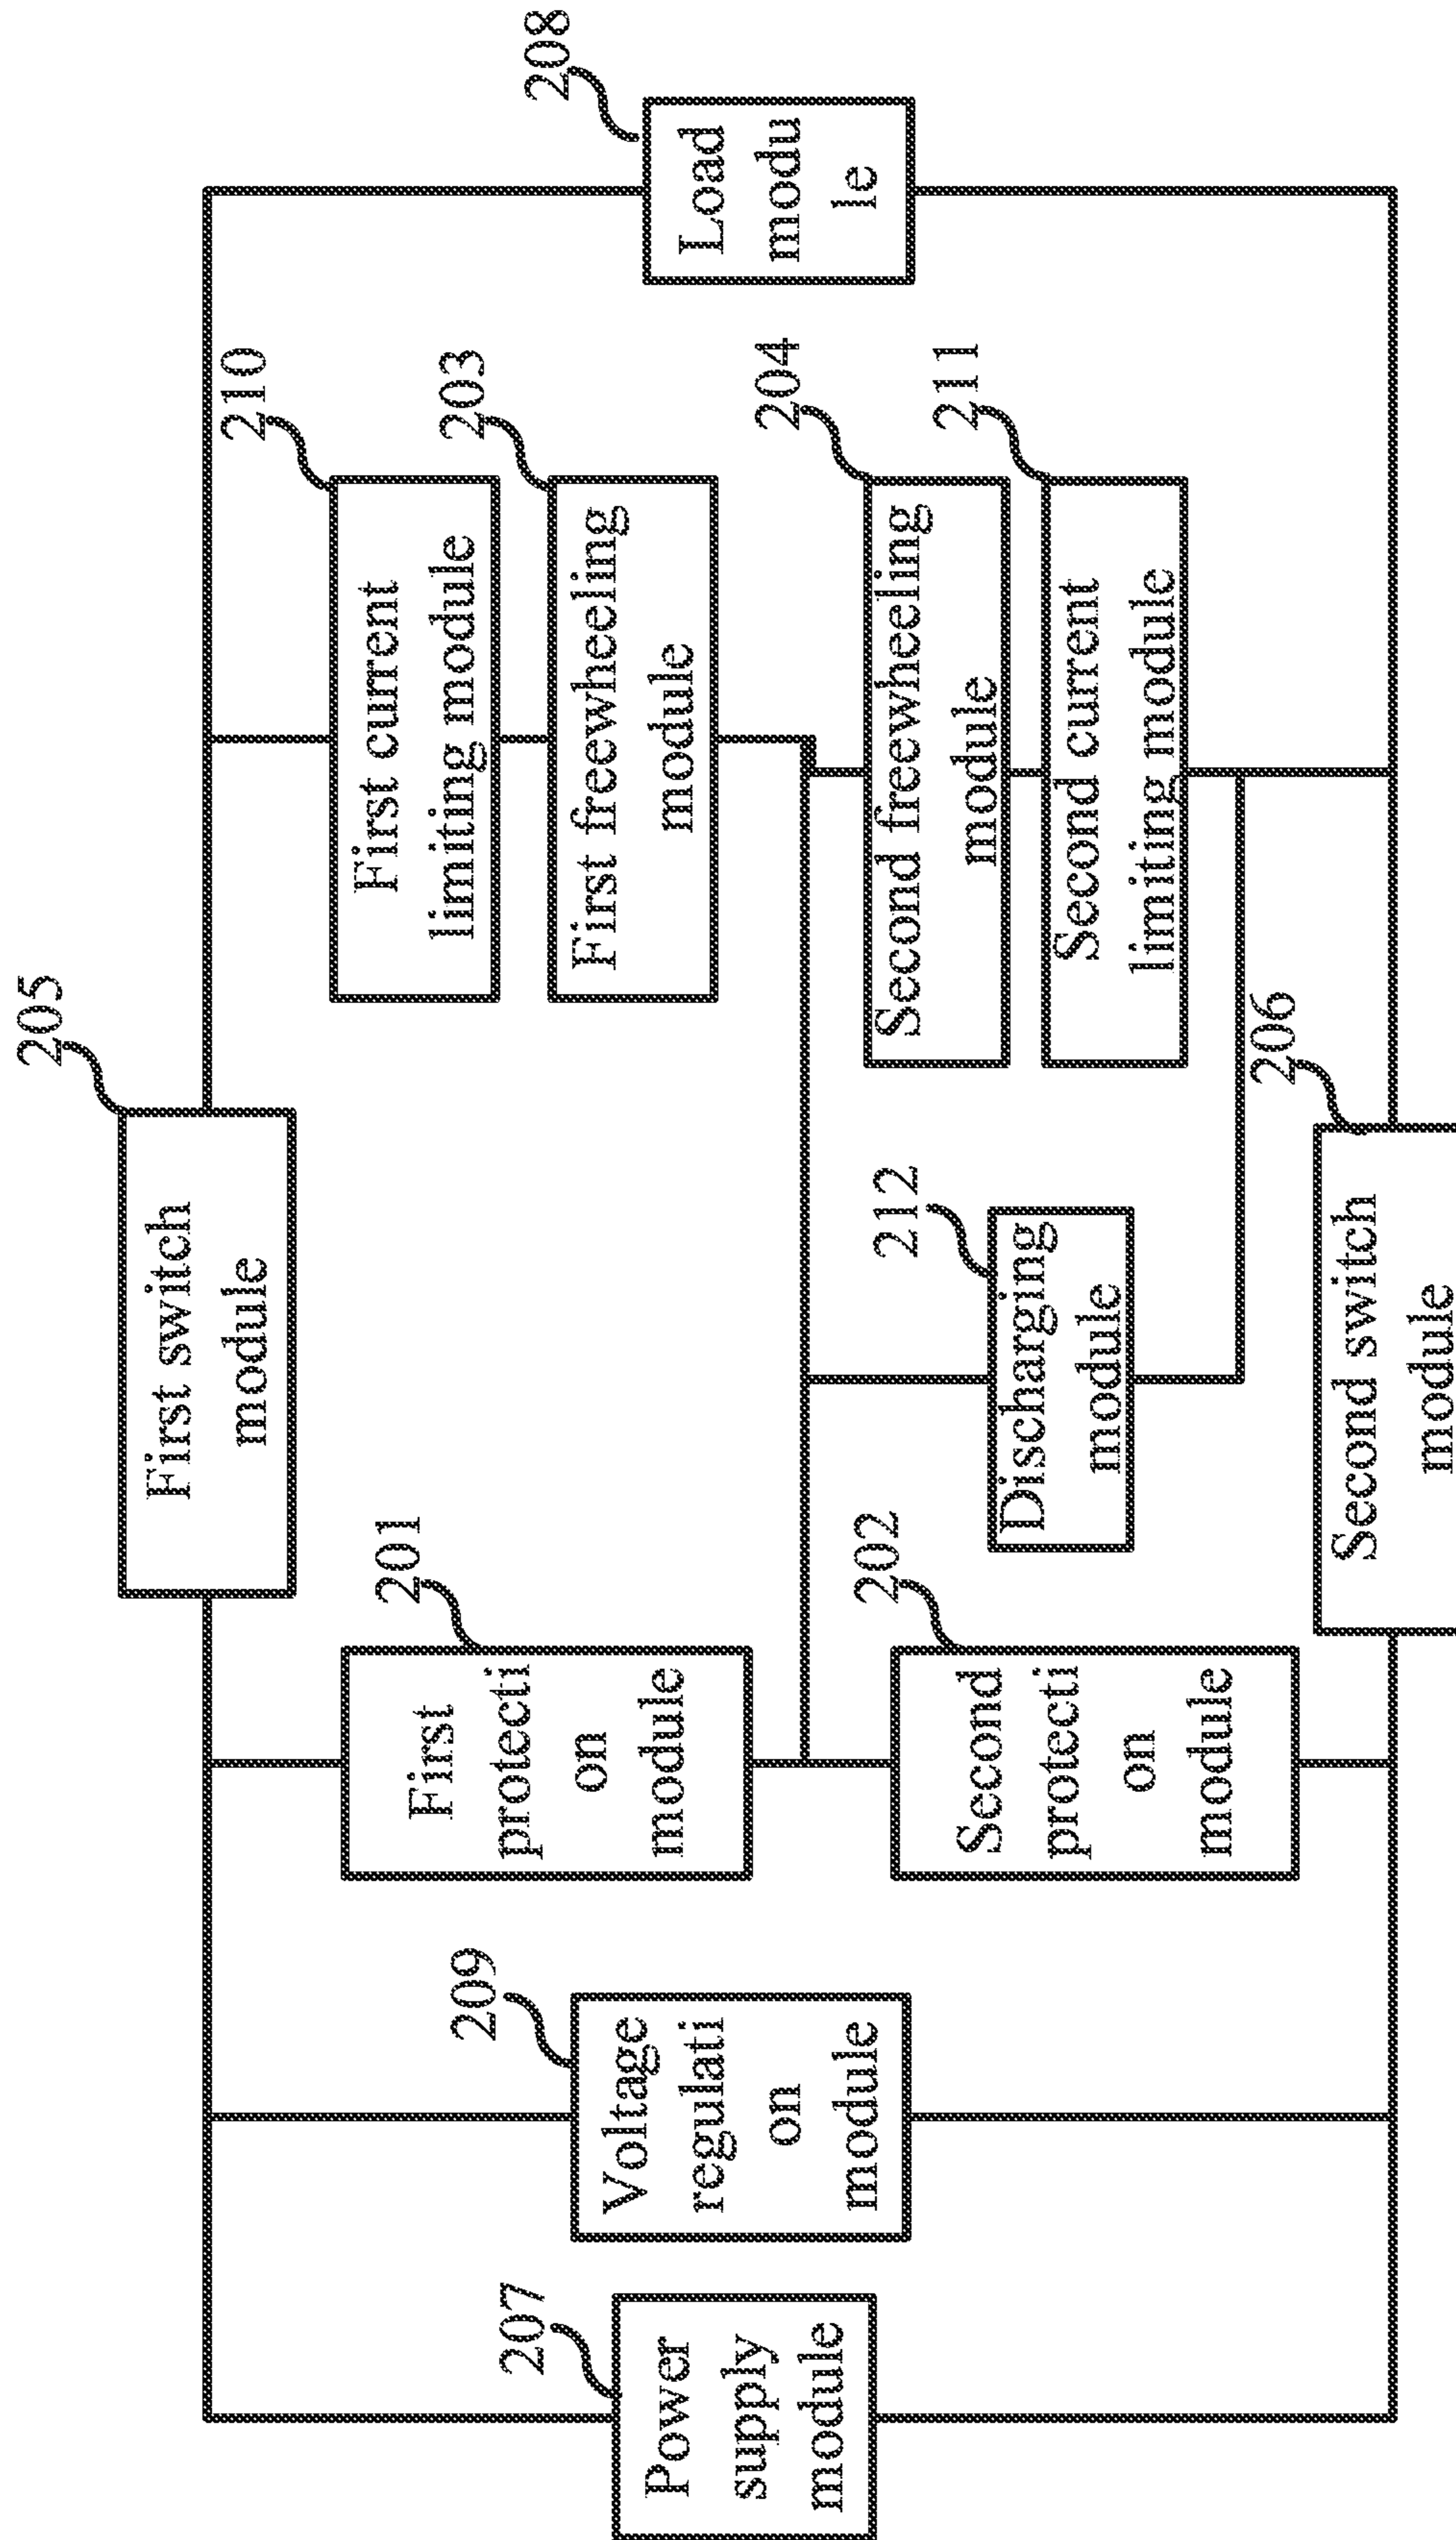 205
First switch
module
210
First current
limiting module
201
First
protecti
on
module
203
First freewheeling
module
208
Load
modu
le
207
Power
supply
module
209
Voltage
regulati
on
module
202
Second
protecti
on
module
212
Discharging
module
204
Second freewheeling
module
211
Second current
limiting module
206
Second switch
module